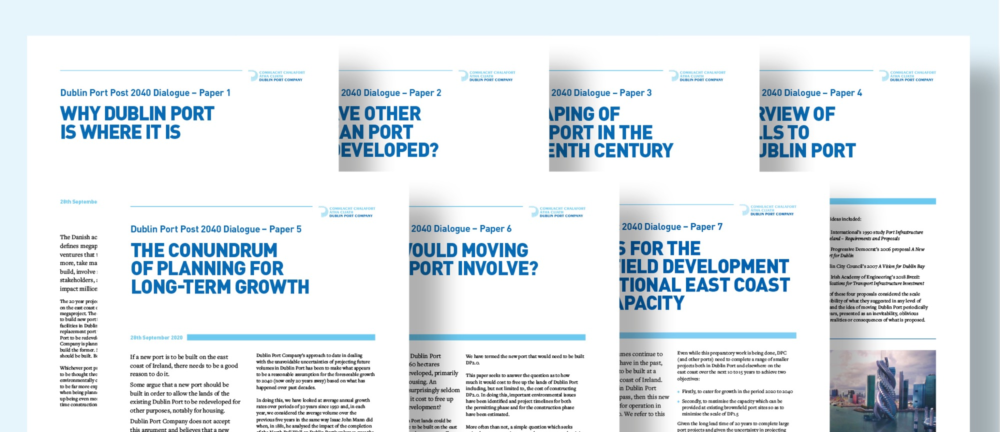 COMHLACHT CHALAFORT
ÁTHA CLIATH
DUBLIN PORT COMPANY
Dublin Port Post 2040 Dialogue – Paper 1
WHY DUBLIN PORT
IS WHERE IT IS
28th Septembe
The Danish
defines
ventures that
more, take
build, involve
stakeholders,
impact
The 20 year
on the east coast
megaproject. The
to build new port
facilities in Dublin
replacement port
Port to be
Company is
build the former.
should be built.
Whichever port
to be thought
environmentally
to be far more
when being
up being even
time construction
COMHLACHT CHALAFORT
ÁTHA CLIATH
DUBLIN PORT COMPANY
2040 Dialogue – Paper 2
VE OTHER
AN PORT
DEVELOPED?
COMHLACHT CHALAFORT
ÁTHA CLIATH
DUBLIN PORT COMPANY
2040 Dialogue – Paper 3
APING OF
PORT IN THE
ENTH CENTURY
COMHLACHT CHALAFORT
ÁTHA CLIATH
DUBLIN PORT COMPANY
2040 Dialogue – Paper 4
RVIEW OF
LLS TO
UBLIN PORT
ideas included:
International's 1990 study Port Infrastructure
eland – Requirements and Proposals
Progressive Democrat's 2006 proposal A New
rt for Dublin
lin City Council's 2007 A Vision for Dublin Bay
Irish Academy of Engineering's 2018 Brexit:
lications for Transport Infrastructure Investment
of these four proposals considered the scale
ibility of what they suggested in any level of
and the idea of moving Dublin Port periodically
ears, presented as an inevitability, oblivious
realities or consequences of what is proposed.
COMHLACHT CHALAFORT
ÁTHA CLIATH
DUBLIN PORT COMPANY
Dublin Port Post 2040 Dialogue – Paper 5
THE CONUNDRUM
OF PLANNING FOR
LONG-TERM GROWTH
28th September 2020
If a new port is to be built on the east
coast of Ireland, there needs to be a good
reason to do it.
Some argue that a new port should be
built in order to allow the lands of the
existing Dublin Port to be redeveloped for
other purposes, notably for housing.
Dublin Port Company does not accept
this argument and believes that a new
Dublin Port Company's approach to date in dealing
with the unavoidable uncertainties of projecting future
volumes in Dublin Port has been to make what appears
to be a reasonable assumption for the foreseeable growth
to 2040 (now only 20 years away) based on what has
happened over past decades.
In doing this, we have looked at average annual growth
rates over periods of 30 years since 1950 and, in each
year, we considered the average volume over the
previous five years in the same way Isaac John Mann did
when, in 1881, he analysed the impact of the completion
COMHLACHT CHALAFORT
ÁTHA CLIATH
DUBLIN PORT COMPANY
2040 Dialogue – Paper 6
WOULD MOVING
PORT INVOLVE?
Dublin Port
60 hectares
eveloped, primarily
ousing. An
surprisingly seldom
it cost to free up
evelopment?
Port lands could be
to be built on the east
We have termed the new port that would need to be built
DP2.0.
This paper seeks to answer the question as to how
much it would cost to free up the lands of Dublin Port
including, but not limited to, the cost of constructing
DP2.0. In doing this, important environmental issues
have been identified and project timelines for both
the permitting phase and for the construction phase
have been estimated.
More often than not, a simple question which seeks
COMHLACHT CHALAFORT
ÁTHA CLIATH
DUBLIN PORT COMPANY
2040 Dialogue – Paper 7
S FOR THE
FIELD DEVELOPMENT
TIONAL EAST COAST
APACITY
umes continue to
have in the past,
to be built at a
coast of Ireland.
in Dublin Port
pass, then this new
for operation in
0. We refer to this
Even while this preparatory work is being done, DPC
(and other ports) need to complete a range of smaller
projects both in Dublin Port and elsewhere on the
east coast over the next 10 to 15 years to achieve two
objectives:
• Firstly, to cater for growth in the period 2020 to 2040
• Secondly, to maximise the capacity which can be
provided at existing brownfield port sites so as to
minimise the scale of DP1.5
Given the long lead time of 20 years to complete large
port projects and given the uncertainty in projecting